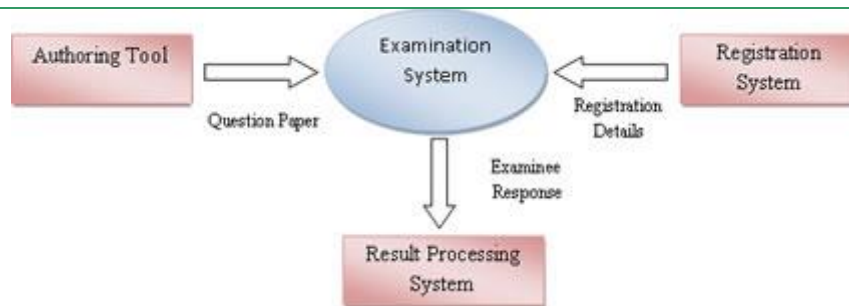 Authoring Tool
Examination
System
Registration
System
Question Paper
Registration
Details
Examinee
Response
Result Processing
System